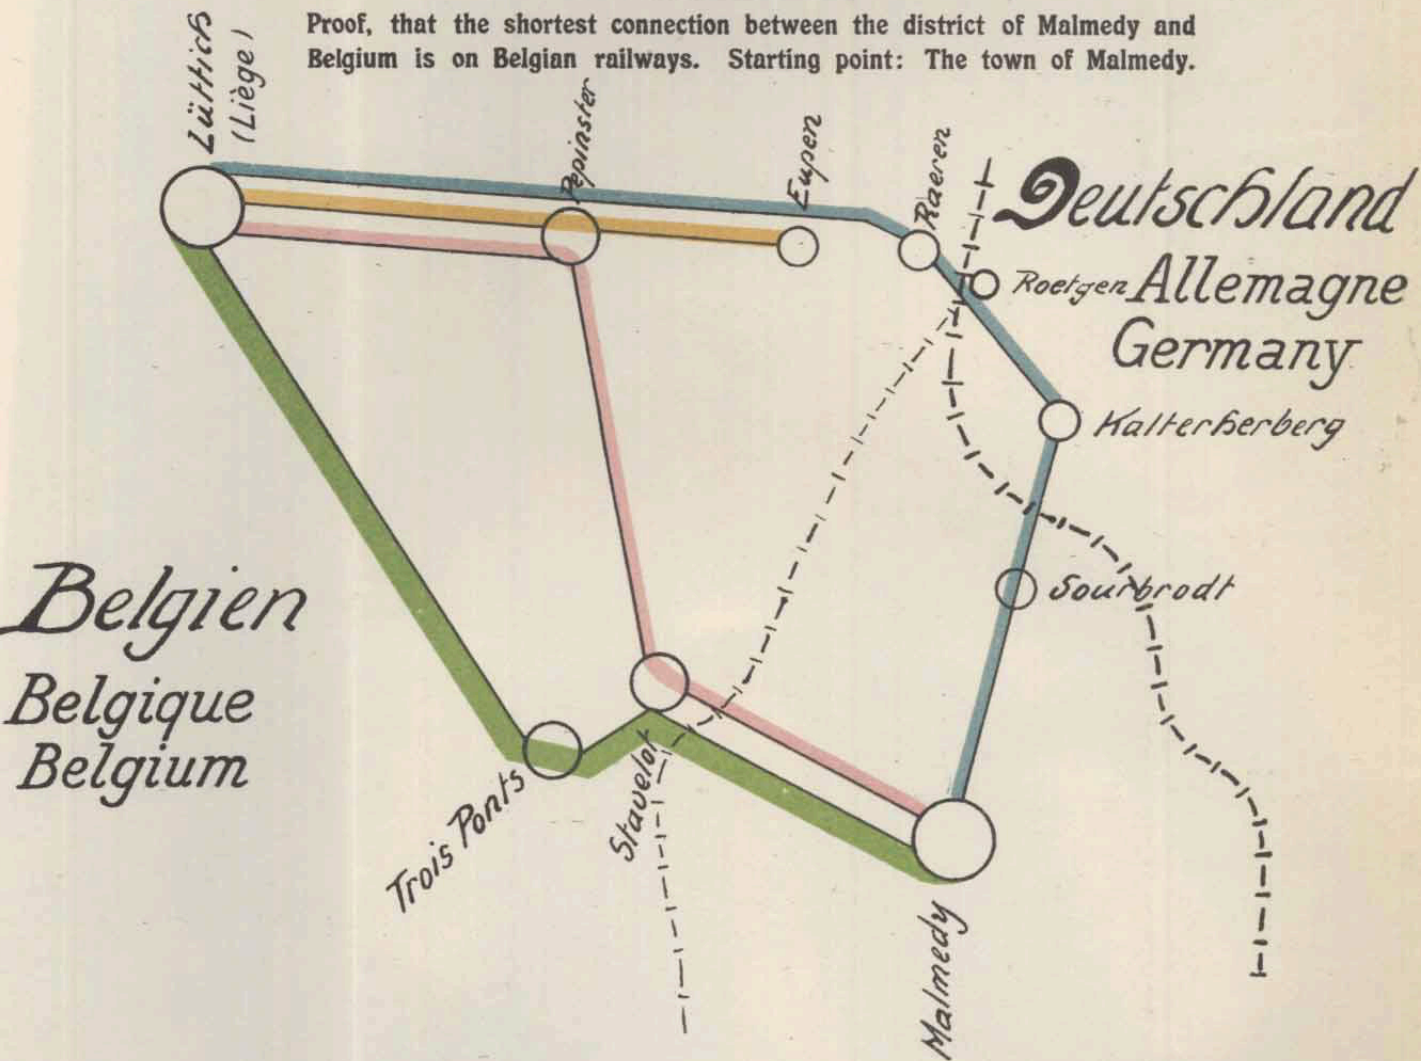 Proof, that the shortest connection between the district of Malmedy and
Belgium is on Belgian railways. Starting point: The town of Malmedy.
Lüttich
(Liège)
Pepinster
Eupen
Raeren
Deutschland
Roetgen
Allemagne
Germany
Kalterherberg
Sourbrodt
Belgien
Belgique
Belgium
Trois Ponts
Stavelot
Malmedy